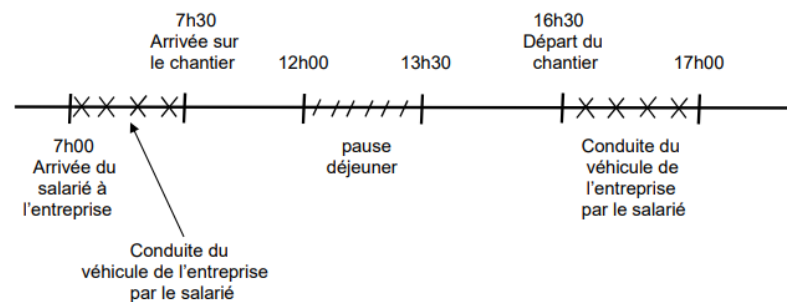 7h30
Arrivée sur
le chantier
12h00
13h30
16h30
Départ du
chantier
17h00
7h00
Arrivée du
salarié à
l'entreprise
pause
déjeuner
Conduite du
véhicule de
l'entreprise
par le salarié
Conduite du
véhicule de l'entreprise
par le salarié